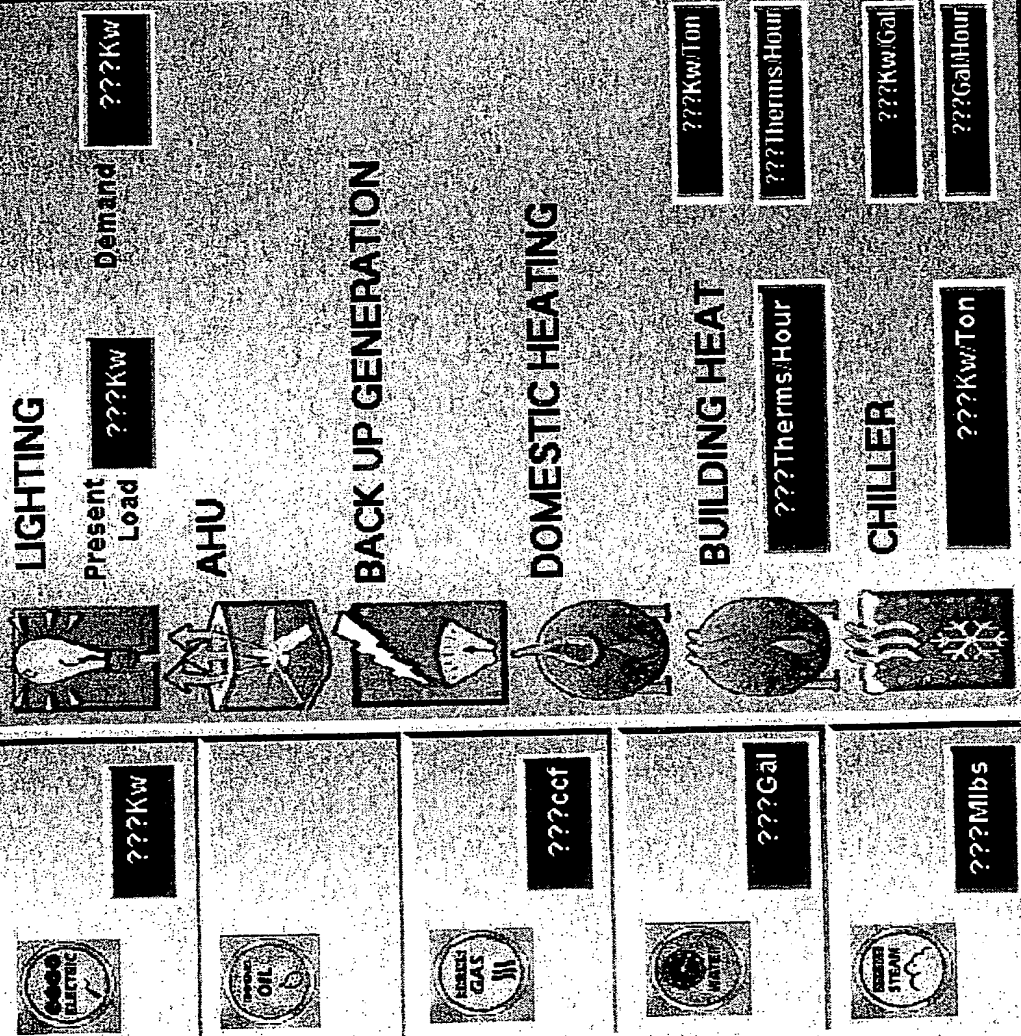 ELECTRIC
???Kw
OIL
GAS
???ccf
WATER
???Gal
STEAM
???Mlbs
LIGHTING
Present
Load
???Kw
Demand
???Kw
AHU
BACK UP GENERATION
DOMESTIC HEATING
BUILDING HEAT
????Therms/Hour
???Kw/Ton
???Therms/Hour
CHILLER
???Kw/Ton
???Kw/Gal
???Gal/Hour